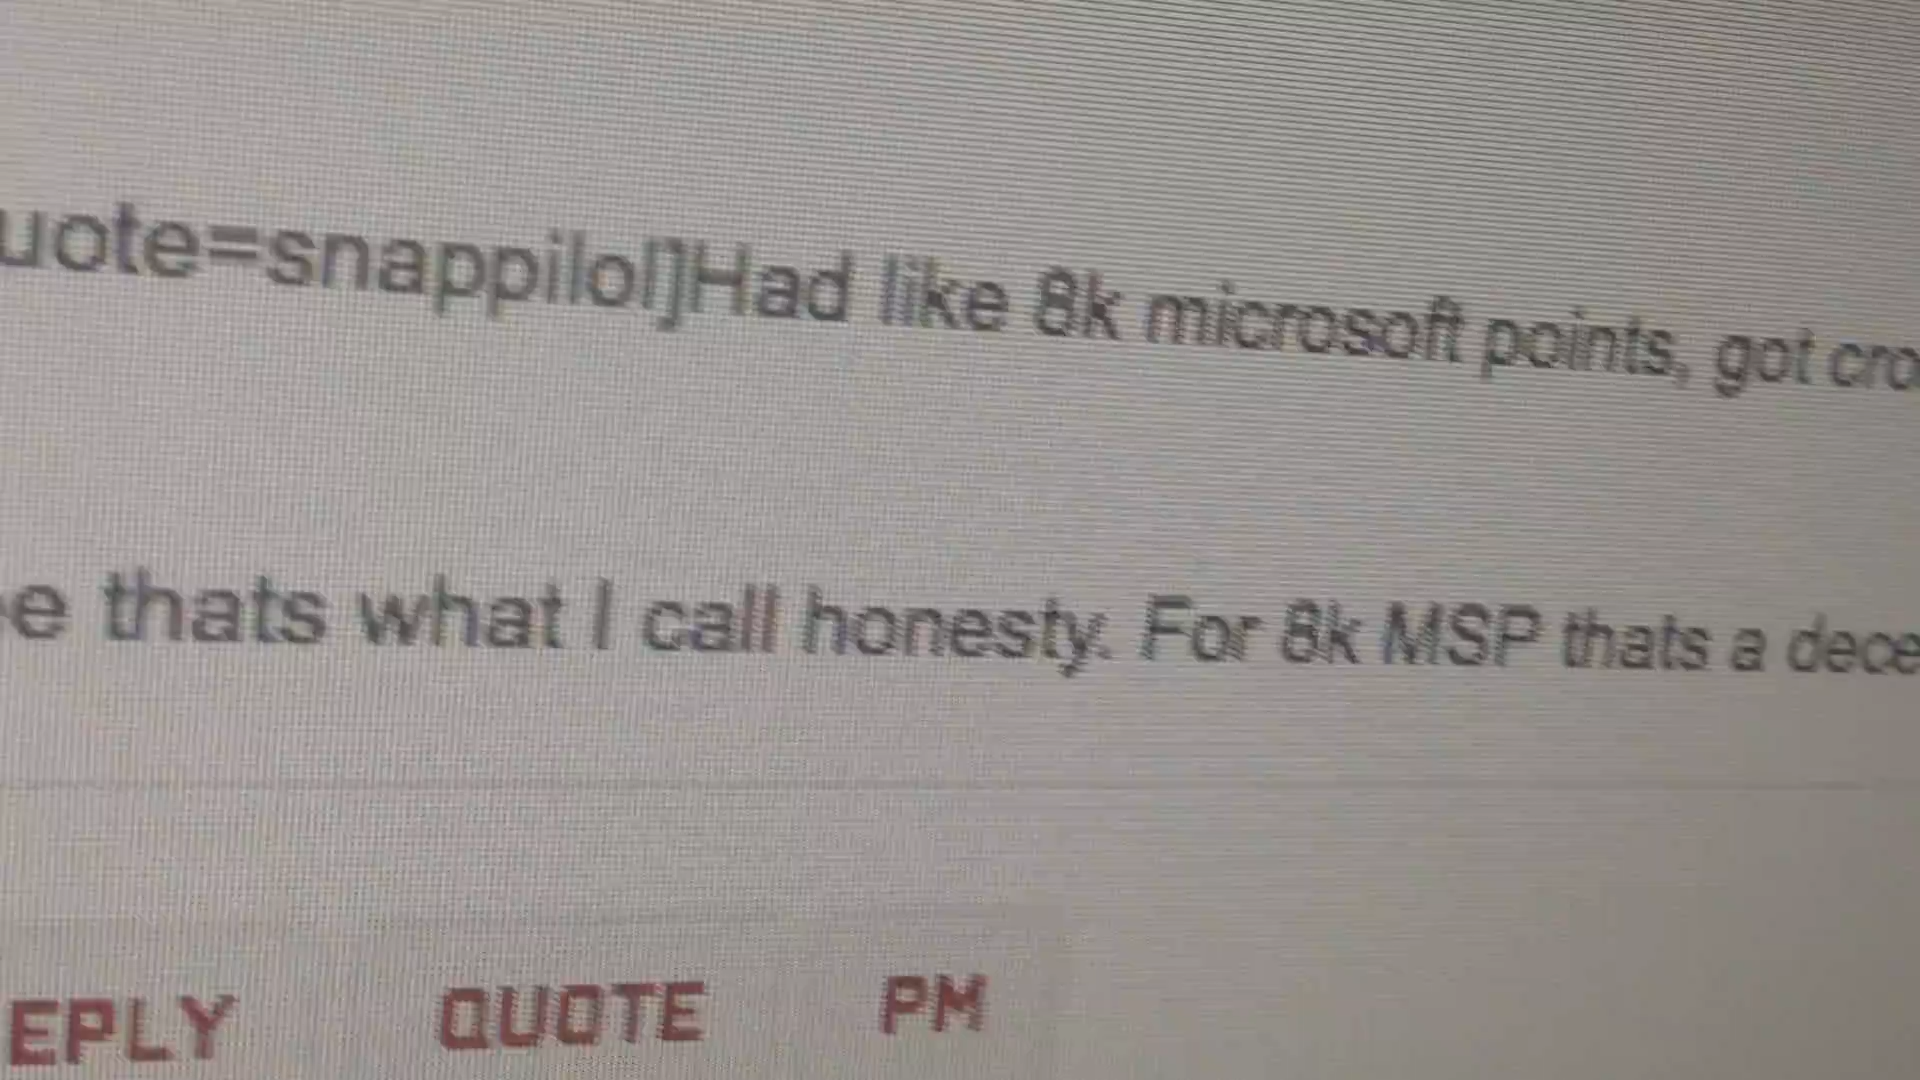 uote=snappilol]Had like 8k microsoft points, got cro
e thats what I call honesty. For 8k MSP thats a dece
EPLY QUOTE PM